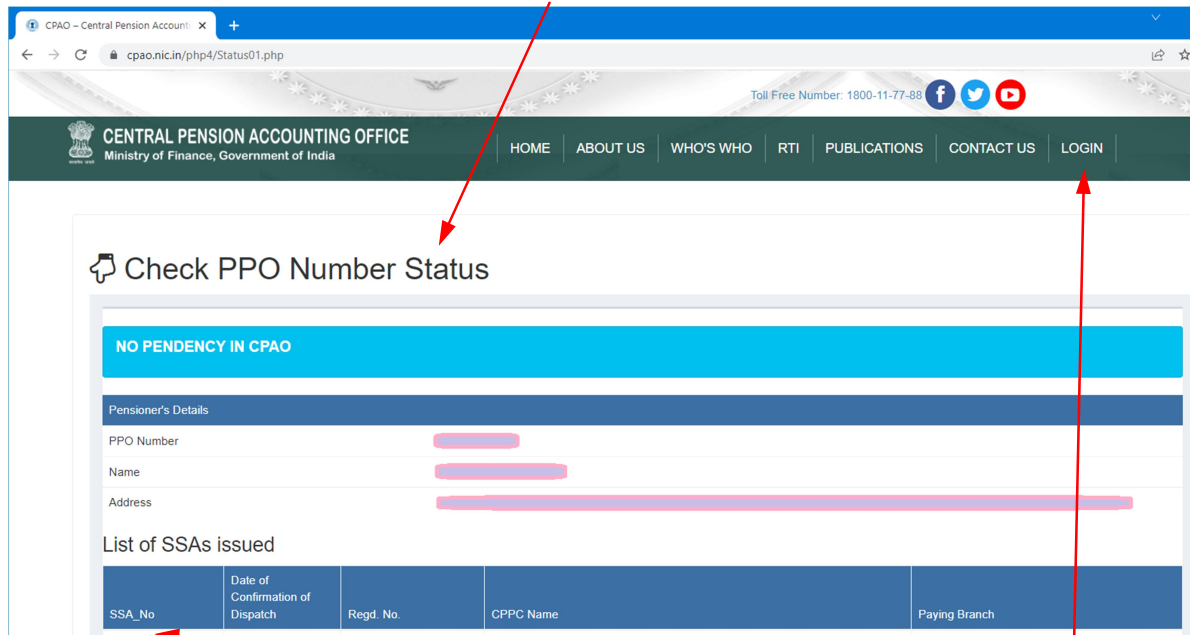 CPAO – Central Pension Account
cpao.nic.in/php4/Status01.php
Toll Free Number: 1800-11-77-88
CENTRAL PENSION ACCOUNTING OFFICE
Ministry of Finance, Government of India
HOME ABOUT US WHO'S WHO RTI PUBLICATIONS CONTACT US LOGIN
Check PPO Number Status
NO PENDENCY IN CPAO
Pensioner's Details
PPO Number
Name
Address
List of SSAs issued
SSA_No Date of Confirmation of Dispatch Regd. No. CPPC Name Paying Branch